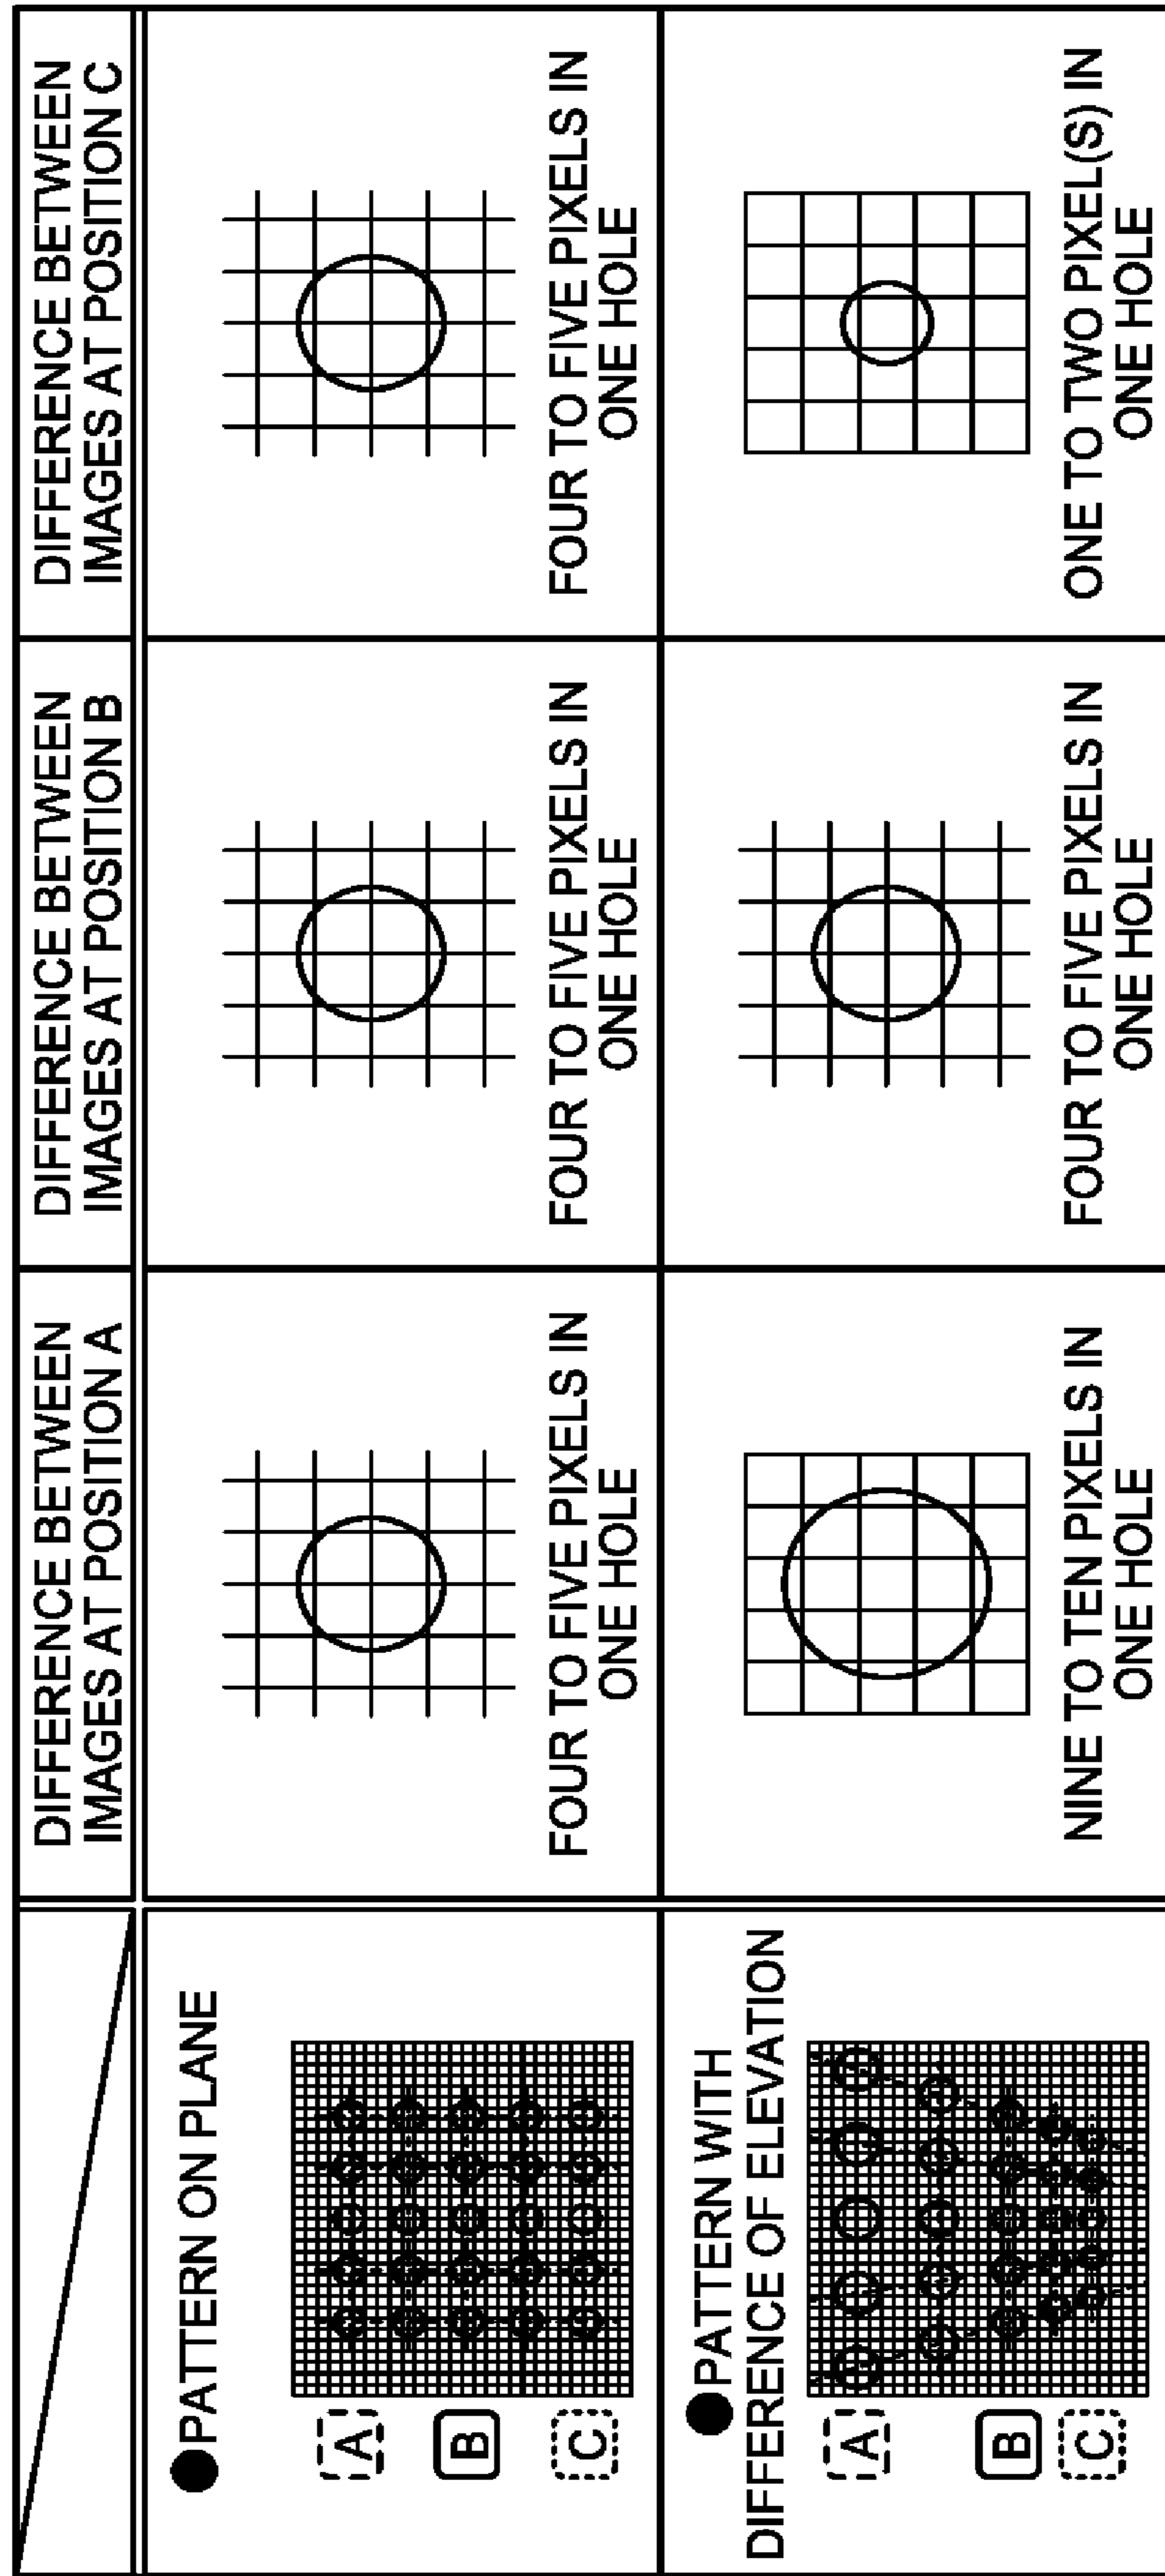 DIFFERENCE BETWEEN
IMAGES AT POSITION A
DIFFERENCE BETWEEN
IMAGES AT POSITION B
DIFFERENCE BETWEEN
IMAGES AT POSITION C
●PATTERN ON PLANE
A
B
C
FOUR TO FIVE PIXELS IN
ONE HOLE
FOUR TO FIVE PIXELS IN
ONE HOLE
FOUR TO FIVE PIXELS IN
ONE HOLE
●PATTERN WITH
DIFFERENCE OF ELEVATION
A
B
C
NINE TO TEN PIXELS IN
ONE HOLE
FOUR TO FIVE PIXELS IN
ONE HOLE
ONE TO TWO PIXEL(S) IN
ONE HOLE